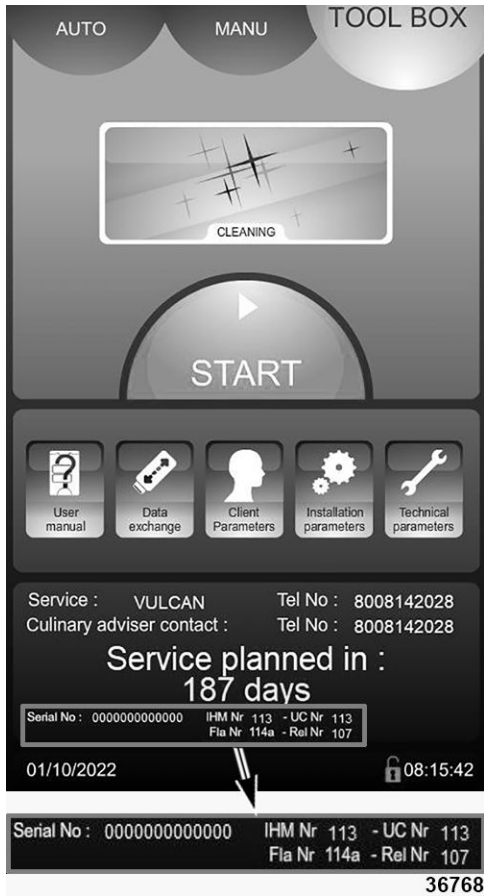 AUTO MANU TOOL BOX
CLEANING
START
User manual
Data exchange
Client Parameters
Installation parameters
Technical parameters
Service : VULCAN Tel No : 8008142028
Culinary adviser contact : Tel No : 8008142028
Service planned in :
187 days
Serial No : 0000000000000 IHM Nr 113 - UC Nr 113
Fla Nr 114a - Rel Nr 107
01/10/2022 08:15:42
Serial No : 0000000000000 IHM Nr 113 - UC Nr 113
Fla Nr 114a - Rel Nr 107
36768